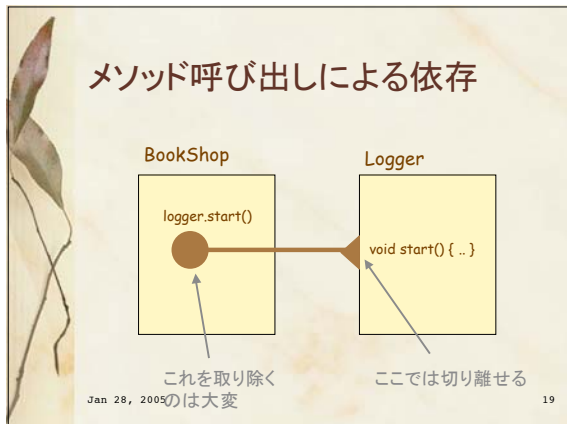 メソッド呼び出しによる依存
BookShop
Logger
logger.start()
void start() { .. }
これを取り除く
のは大変
ここでは切り離せる
Jan 28, 2005
19